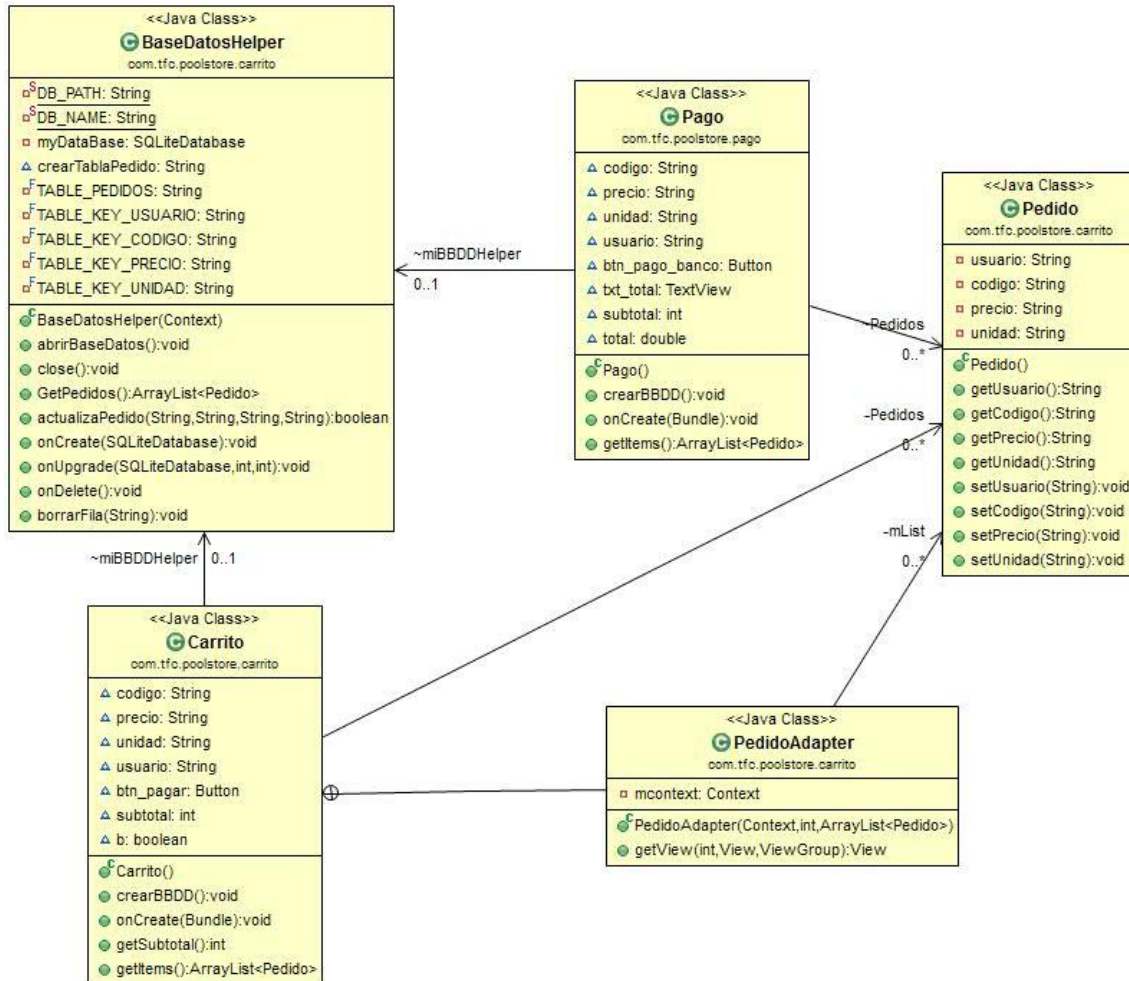 <<Java Class>>
BaseDatosHelper
com.tfc.poolstore.carrito
DB_PATH: String
DB_NAME: String
myDataBase: SQLiteDatabase
crearTablaPedido: String
TABLE_PEDIDOS: String
TABLE_KEY_USUARIO: String
TABLE_KEY_CODIGO: String
TABLE_KEY_PRECIO: String
TABLE_KEY_UNIDAD: String
BaseDatosHelper(Context)
abrirBaseDatos():void
close():void
GetPedidos():ArrayList<Pedido>
actualizaPedido(String,String,String,String):boolean
onCreate(SQLiteDatabase):void
onUpgrade(SQLiteDatabase,int,int):void
onDelete():void
borrarFila(String):void
~miBBDDHelper
0..1
<<Java Class>>
Pago
com.tfc.poolstore.pago
codigo: String
precio: String
unidad: String
usuario: String
btn_pago_banco: Button
txt_total: TextView
subtotal: int
total: double
Pago()
crearBBDD():void
onCreate(Bundle):void
getItems():ArrayList<Pedido>
-Pedidos
0..*
<<Java Class>>
Pedido
com.tfc.poolstore.carrito
usuario: String
codigo: String
precio: String
unidad: String
Pedido()
getUsuario():String
getCodigo():String
getPrecio():String
getUnidad():String
setUsuario(String):void
setCodigo(String):void
setPrecio(String):void
setUnidad(String):void
-Pedidos
0..*
-mList
0..*
~miBBDDHelper
0..1
<<Java Class>>
Carrito
com.tfc.poolstore.carrito
codigo: String
precio: String
unidad: String
usuario: String
btn_pagar: Button
subtotal: int
b: boolean
Carrito()
crearBBDD():void
onCreate(Bundle):void
getSubtotal():int
getItems():ArrayList<Pedido>
<<Java Class>>
PedidoAdapter
com.tfc.poolstore.carrito
mcontext: Context
PedidoAdapter(Context,int,ArrayList<Pedido>)
getView(int,View,ViewGroup):View